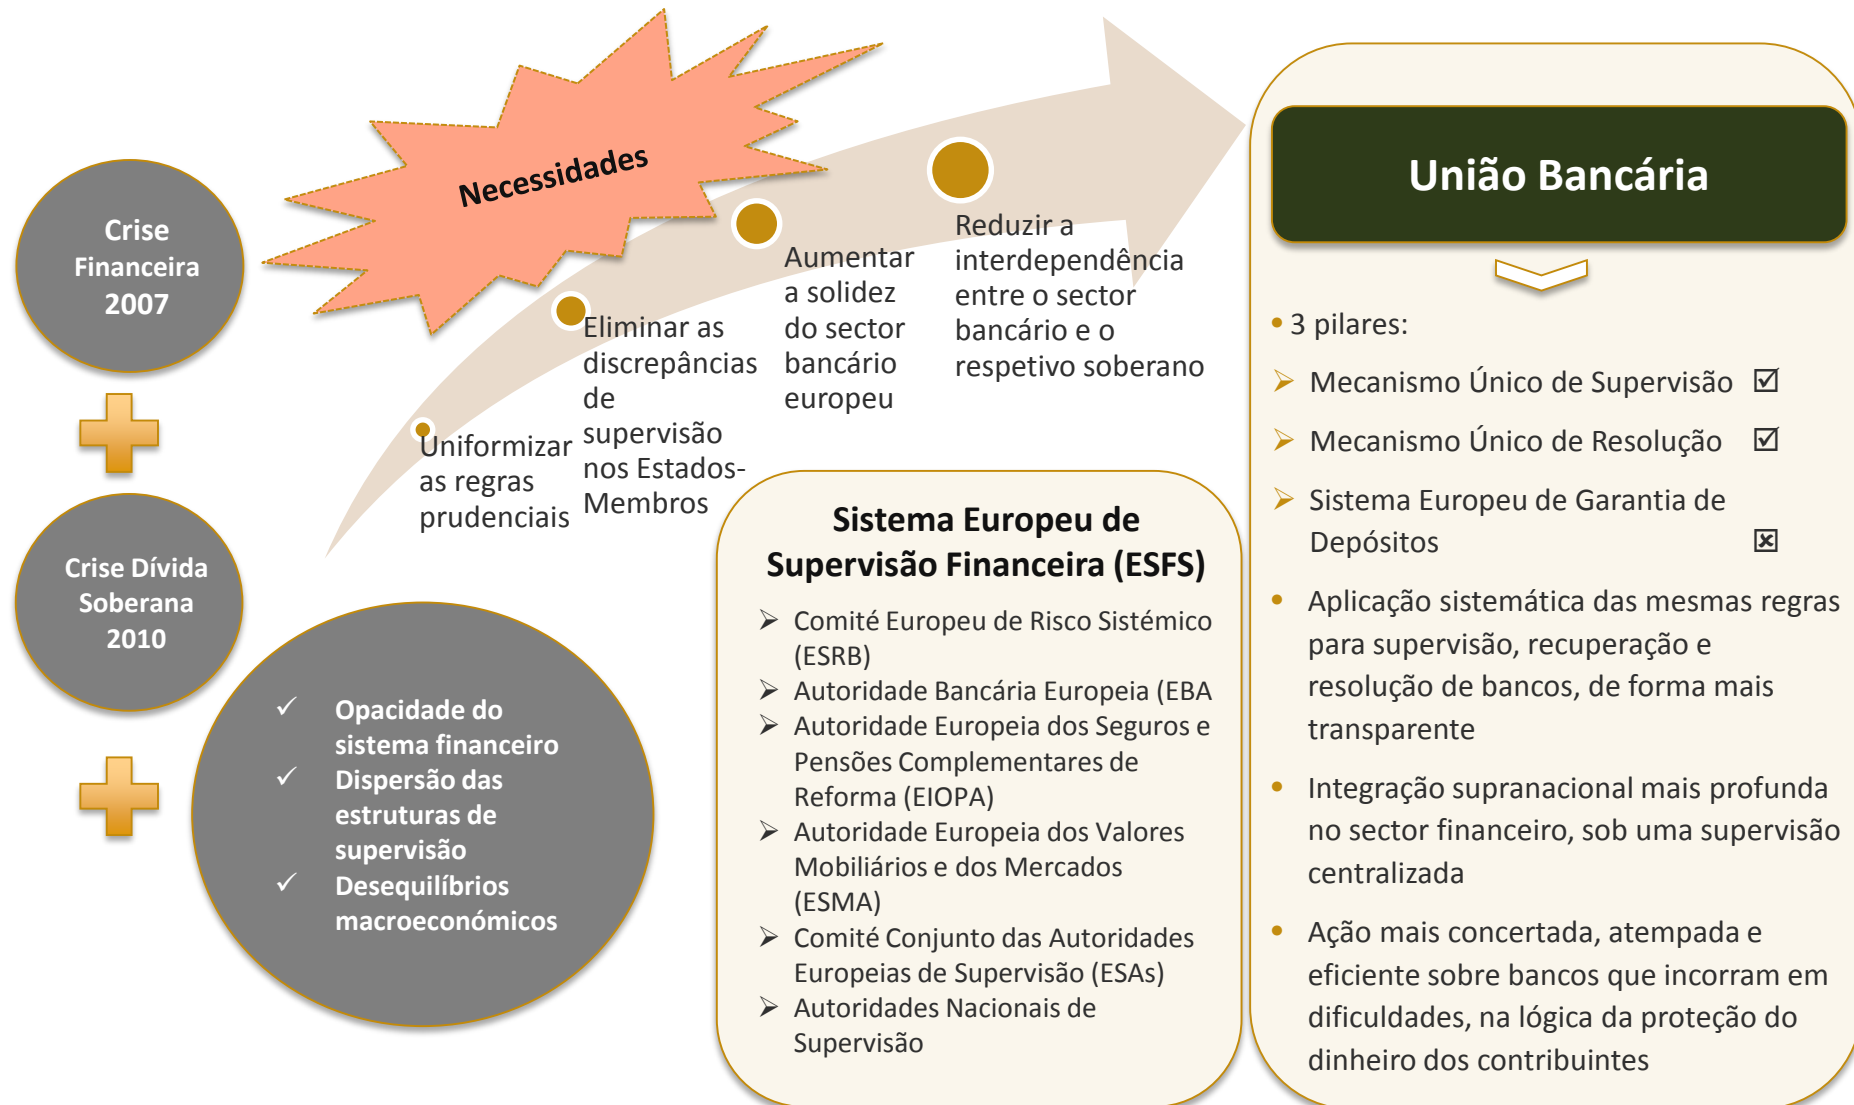 Crise
Financeira
2007
Crise Dívida
Soberana
2010
✓ Opacidade do
sistema financeiro
✓ Dispersão das
estruturas de
supervisão
✓ Desequilíbrios
macroeconómicos
Necessidades
Uniformizar
as regras
prudenciais
Eliminar as
discrepâncias
de
supervisão
nos Estados-
Membros
Aumentar
a solidez
do sector
bancário
europeu
Reduzir a
interdependência
entre o sector
bancário e o
respetivo soberano
Sistema Europeu de
Supervisão Financeira (ESFS)
➢ Comité Europeu de Risco Sistémico
(ESRB)
➢ Autoridade Bancária Europeia (EBA
➢ Autoridade Europeia dos Seguros e
Pensões Complementares de
Reforma (EIOPA)
➢ Autoridade Europeia dos Valores
Mobiliários e dos Mercados
(ESMA)
➢ Comité Conjunto das Autoridades
Europeias de Supervisão (ESAs)
➢ Autoridades Nacionais de
Supervisão
União Bancária
• 3 pilares:
➢ Mecanismo Único de Supervisão ☑
➢ Mecanismo Único de Resolução ☑
➢ Sistema Europeu de Garantia de
Depósitos ☒
• Aplicação sistemática das mesmas regras
para supervisão, recuperação e
resolução de bancos, de forma mais
transparente
• Integração supranacional mais profunda
no sector financeiro, sob uma supervisão
centralizada
• Ação mais concertada, atempada e
eficiente sobre bancos que incorram em
dificuldades, na lógica da proteção do
dinheiro dos contribuintes